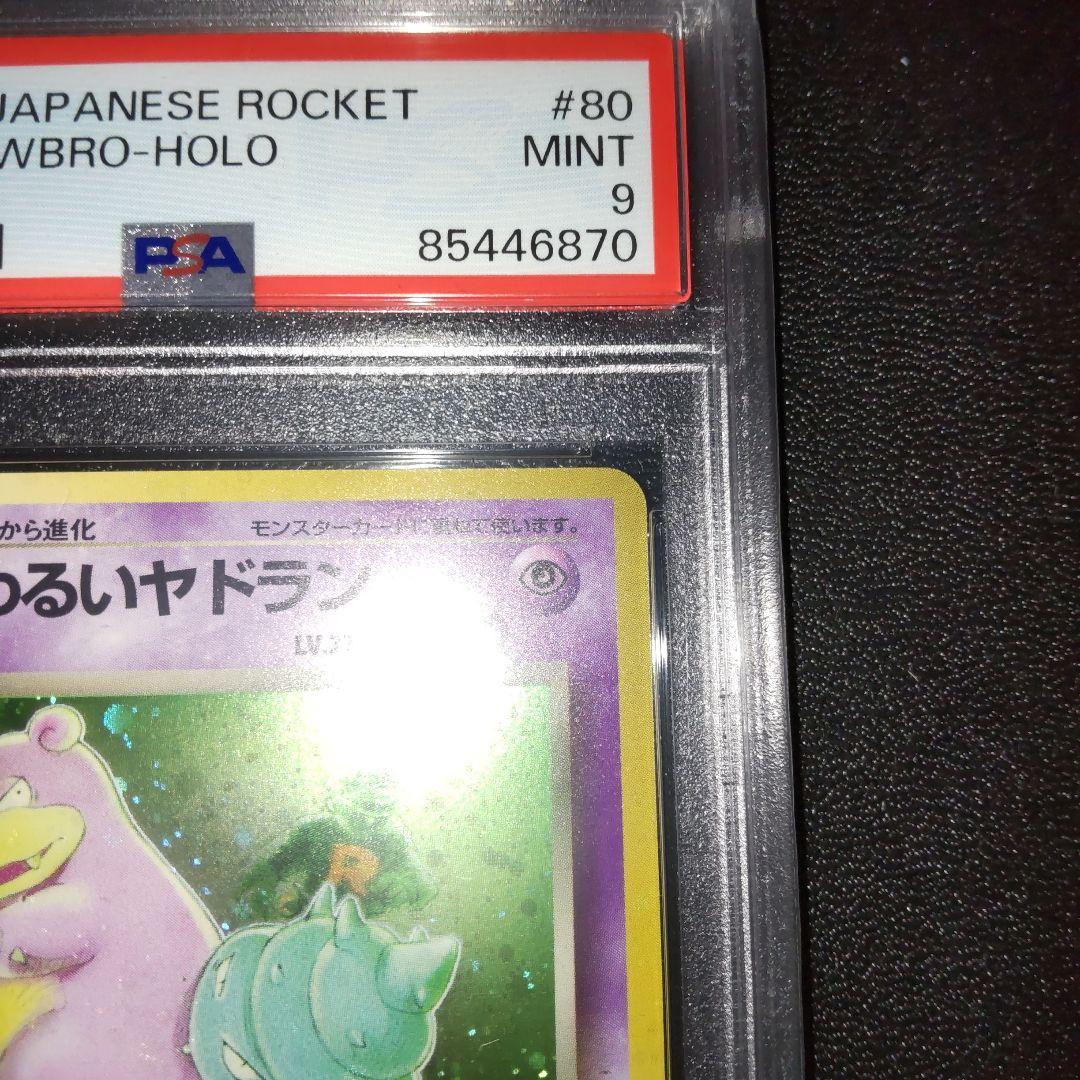 JAPANESE ROCKET #80
WBRO-HOLO MINT
9
PSA 85446870
から進化 モンスターカードに重ねて使います。
わるいヤドラン
LV.
R